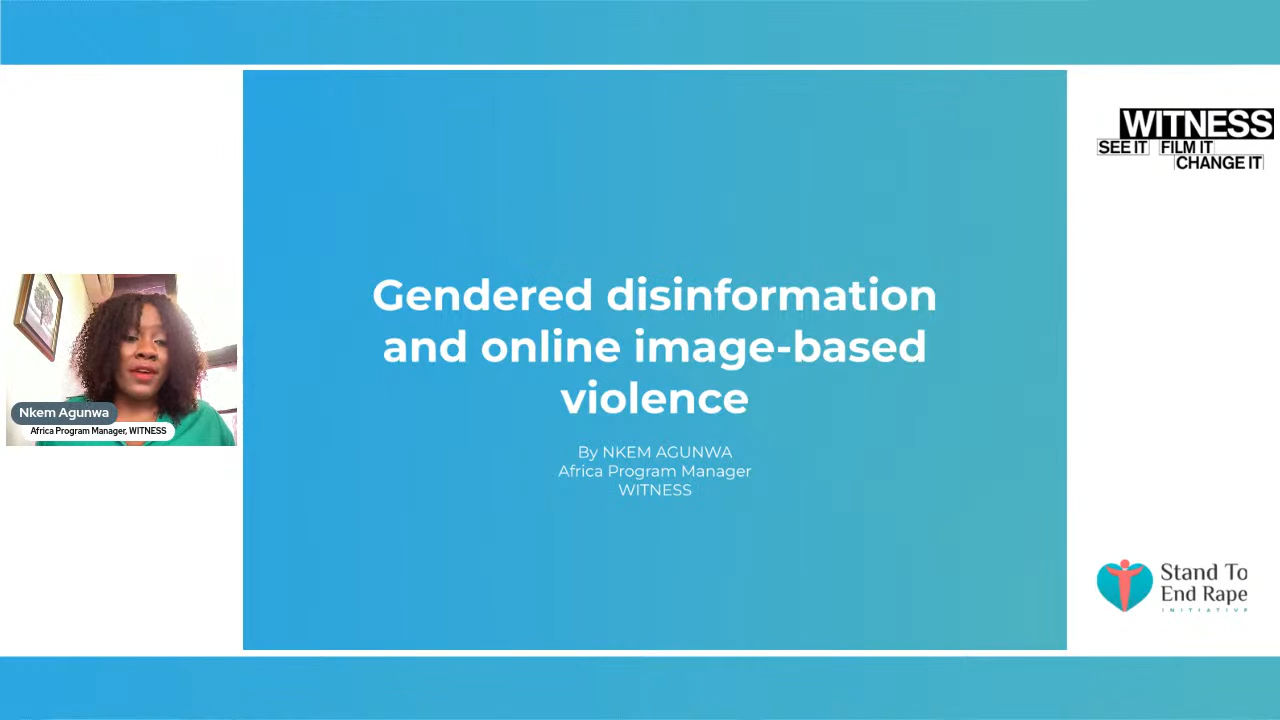 Gendered disinformation
and online image-based
violence
By NKEM AGUNWA
Africa Program Manager
WITNESS
Nkem Agunwa
Africa Program Manager, WITNESS
WITNESS
SEE IT FILM IT
CHANGE IT
Stand To
End Rape
INITIATIVE